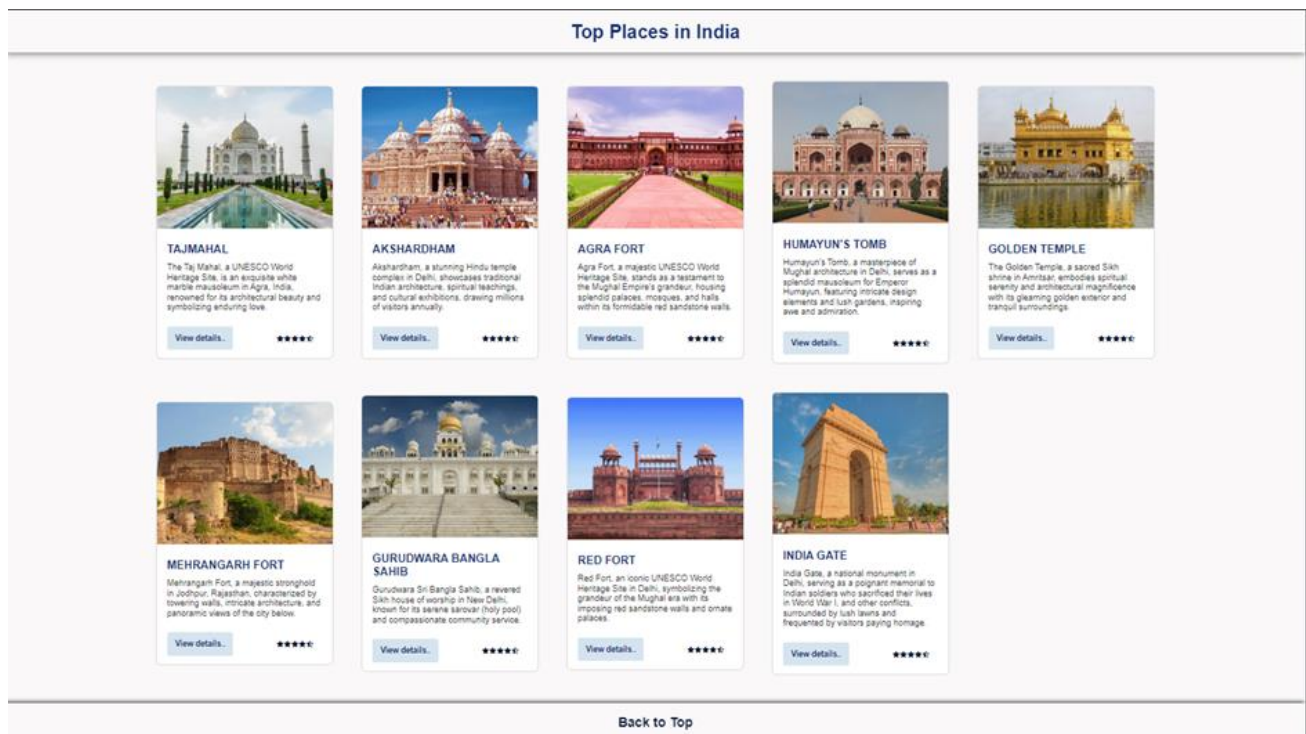 Top Places in India
TAJMAHAL
The Taj Mahal, a UNESCO World
Heritage Site, is an exquisite white
marble mausoleum in Agra, India,
renowned for its architectural beauty and
symbolizing enduring love.
View details..
AKSHARDHAM
Akshardham, a stunning Hindu temple
complex in Delhi, showcases traditional
Indian architecture, spiritual teachings,
and cultural exhibitions, drawing millions
of visitors annually.
View details..
AGRA FORT
Agra Fort, a majestic UNESCO World
Heritage Site, stands as a testament to
the Mughal Empire's grandeur, housing
splendid palaces, mosques, and halls
within its formidable red sandstone walls.
View details..
HUMAYUN'S TOMB
Humayun's Tomb, a masterpiece of
Mughal architecture in Delhi, serves as a
splendid mausoleum for Emperor
Humayun, featuring intricate design
elements and lush gardens, inspiring
awe and admiration.
View details..
GOLDEN TEMPLE
The Golden Temple, a sacred Sikh
shrine in Amritsar, embodies spiritual
serenity and architectural magnificence
with its gleaming golden exterior and
tranquil surroundings.
View details..
MEHRANGARH FORT
Mehrangarh Fort, a majestic stronghold
in Jodhpur, Rajasthan, characterized by
towering walls, intricate architecture, and
panoramic views of the city below.
View details..
GURUDWARA BANGLA
SAHIB
Gurudwara Sri Bangla Sahib, a revered
Sikh house of worship in New Delhi,
known for its serene sarovar (holy pool)
and compassionate community service.
View details..
RED FORT
Red Fort, an iconic UNESCO World
Heritage Site in Delhi, symbolizing the
grandeur of the Mughal era with its
imposing red sandstone walls and ornate
palaces.
View details..
INDIA GATE
India Gate, a national monument in
Delhi, serving as a poignant memorial to
Indian soldiers who sacrificed their lives
in World War I, and other conflicts,
surrounded by lush lawns and
frequented by visitors paying homage.
View details..
Back to Top